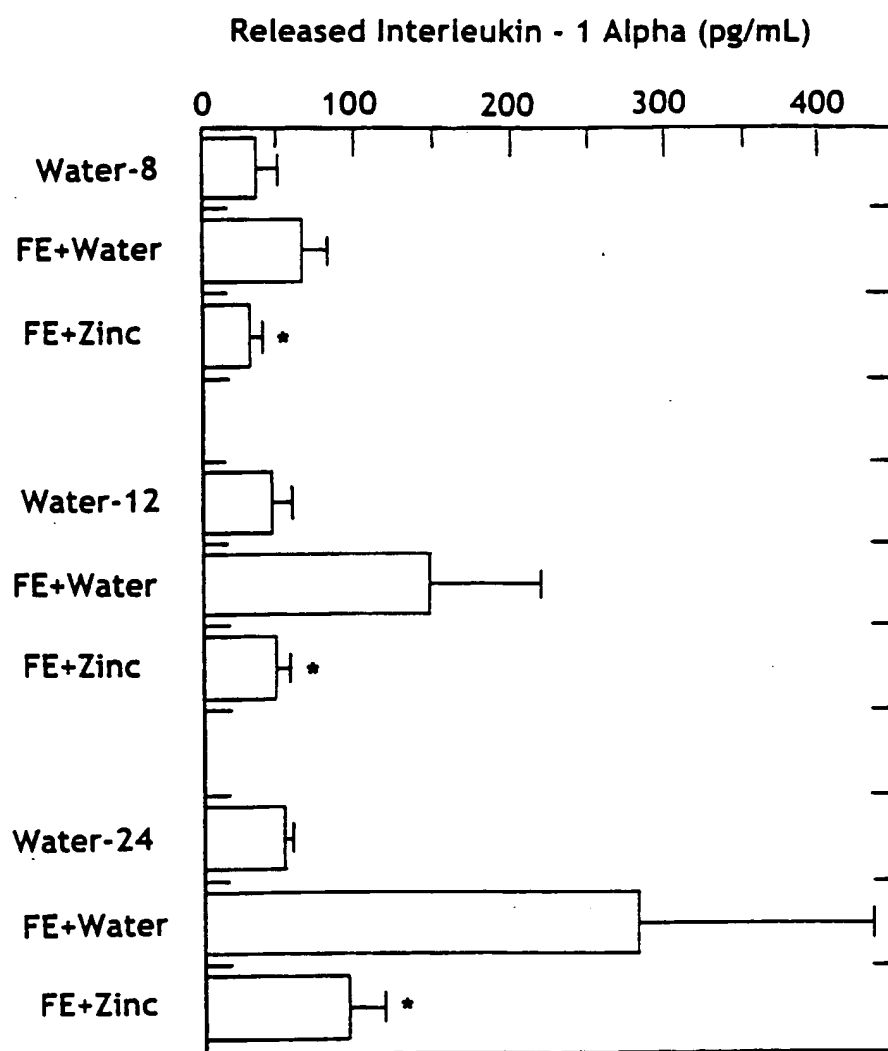 Released Interleukin - 1 Alpha (pg/mL)
0 100 200 300 400
Water-8
FE+Water
FE+Zinc *
Water-12
FE+Water
FE+Zinc *
Water-24
FE+Water
FE+Zinc *